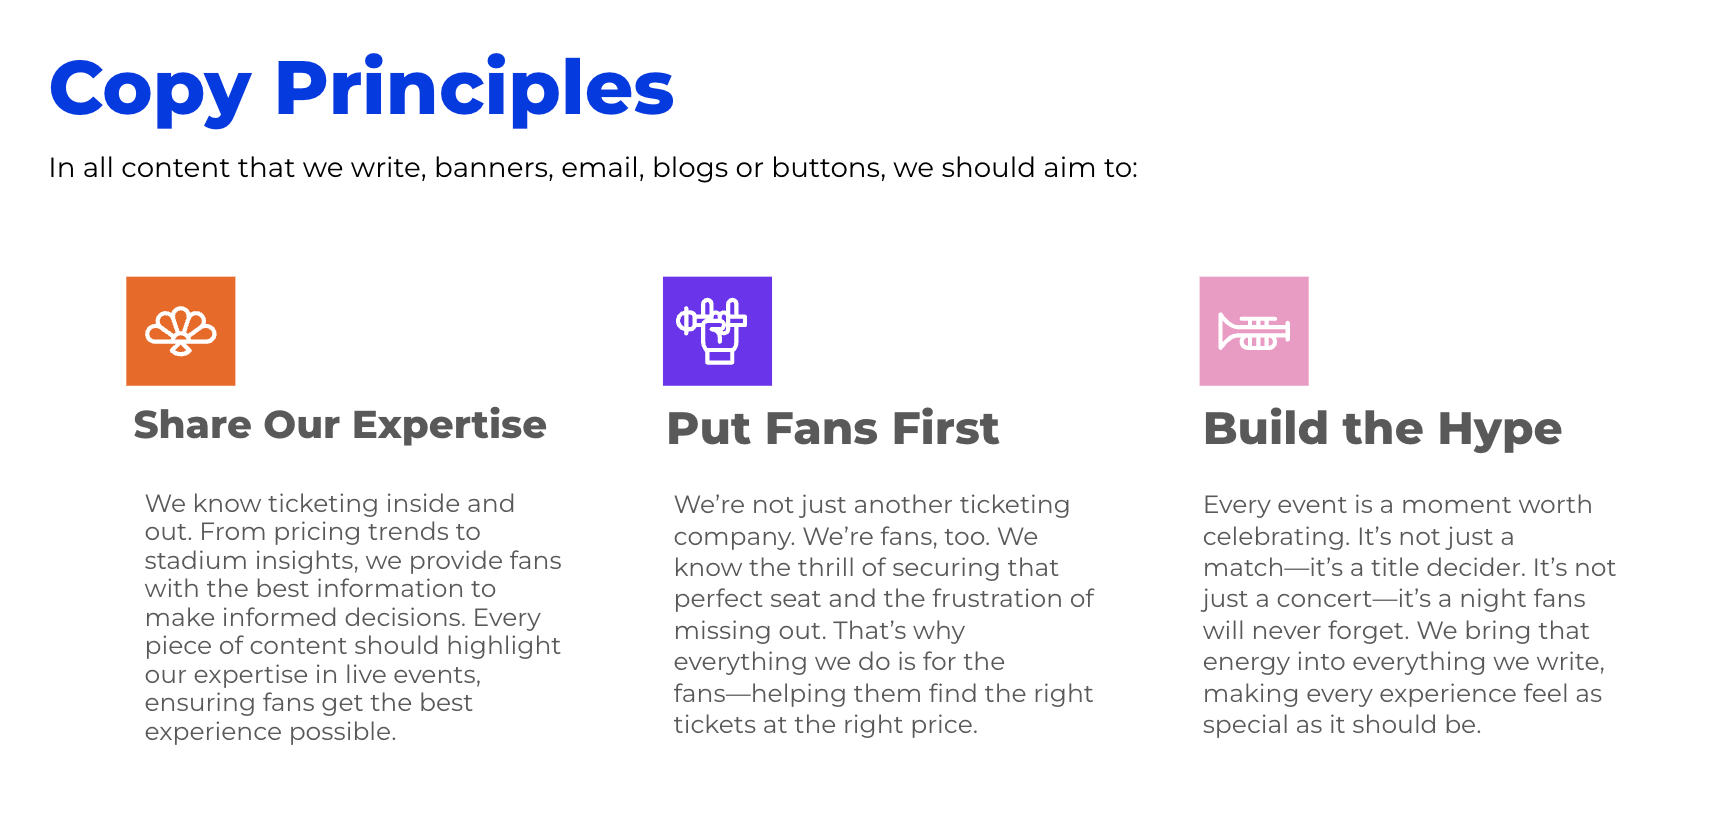 Copy Principles
In all content that we write, banners, email, blogs or buttons, we should aim to:
Share Our Expertise
We know ticketing inside and
out. From pricing trends to
stadium insights, we provide fans
with the best information to
make informed decisions. Every
piece of content should highlight
our expertise in live events,
ensuring fans get the best
experience possible.
Put Fans First
We’re not just another ticketing
company. We’re fans, too. We
know the thrill of securing that
perfect seat and the frustration of
missing out. That’s why
everything we do is for the
fans—helping them find the right
tickets at the right price.
Build the Hype
Every event is a moment worth
celebrating. It’s not just a
match—it’s a title decider. It’s not
just a concert—it’s a night fans
will never forget. We bring that
energy into everything we write,
making every experience feel as
special as it should be.